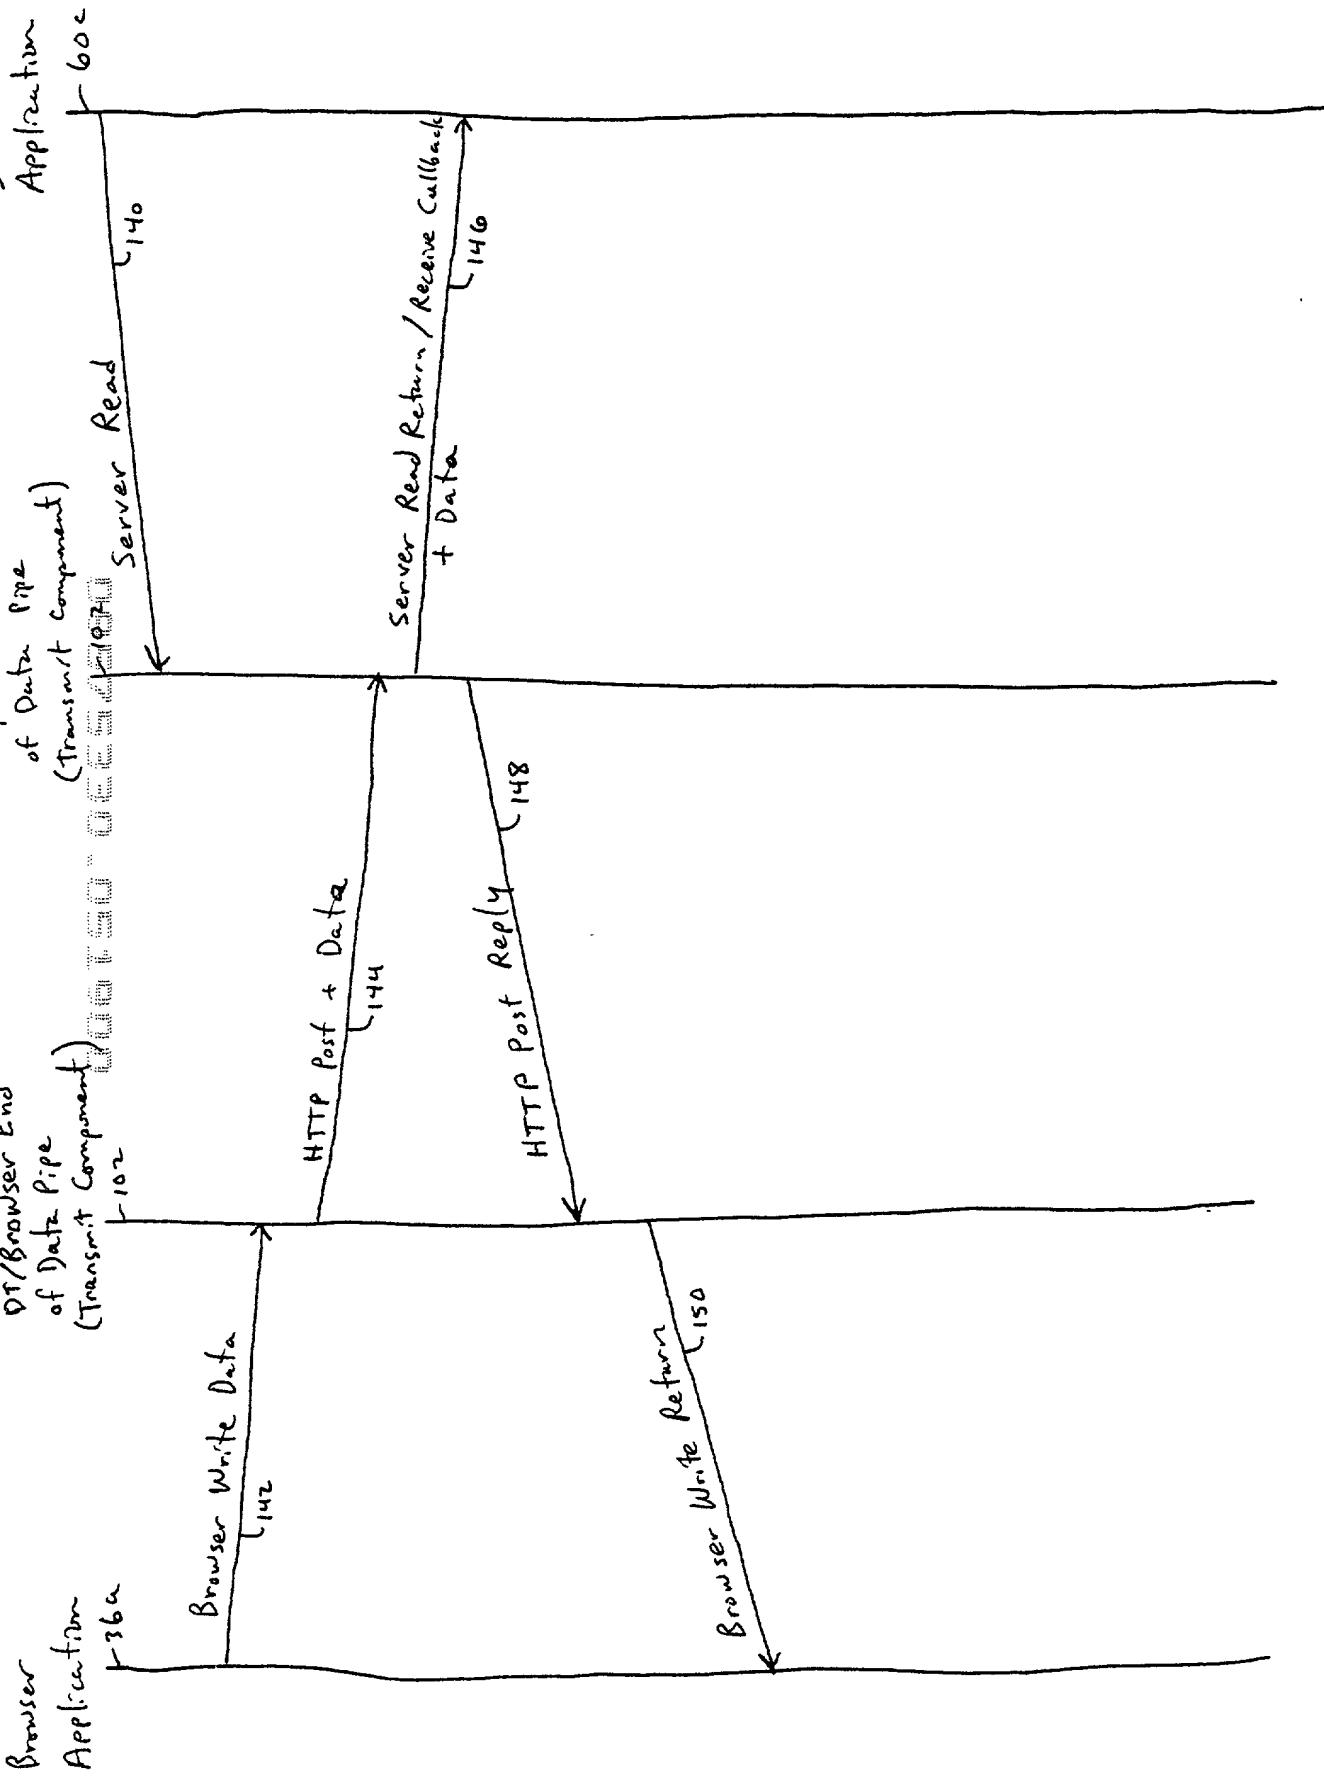 Browser
Application
36a
DT/Browser End
of Data Pipe
(Transmit Component)
102
of Data Pipe
(Transmit Component)
102
Application
60c
Server Read
140
Browser Write Data
142
HTTP Post + Data
144
Server Read Return / Receive Callback
+ Data
146
HTTP Post Reply
148
Browser Write Return
150